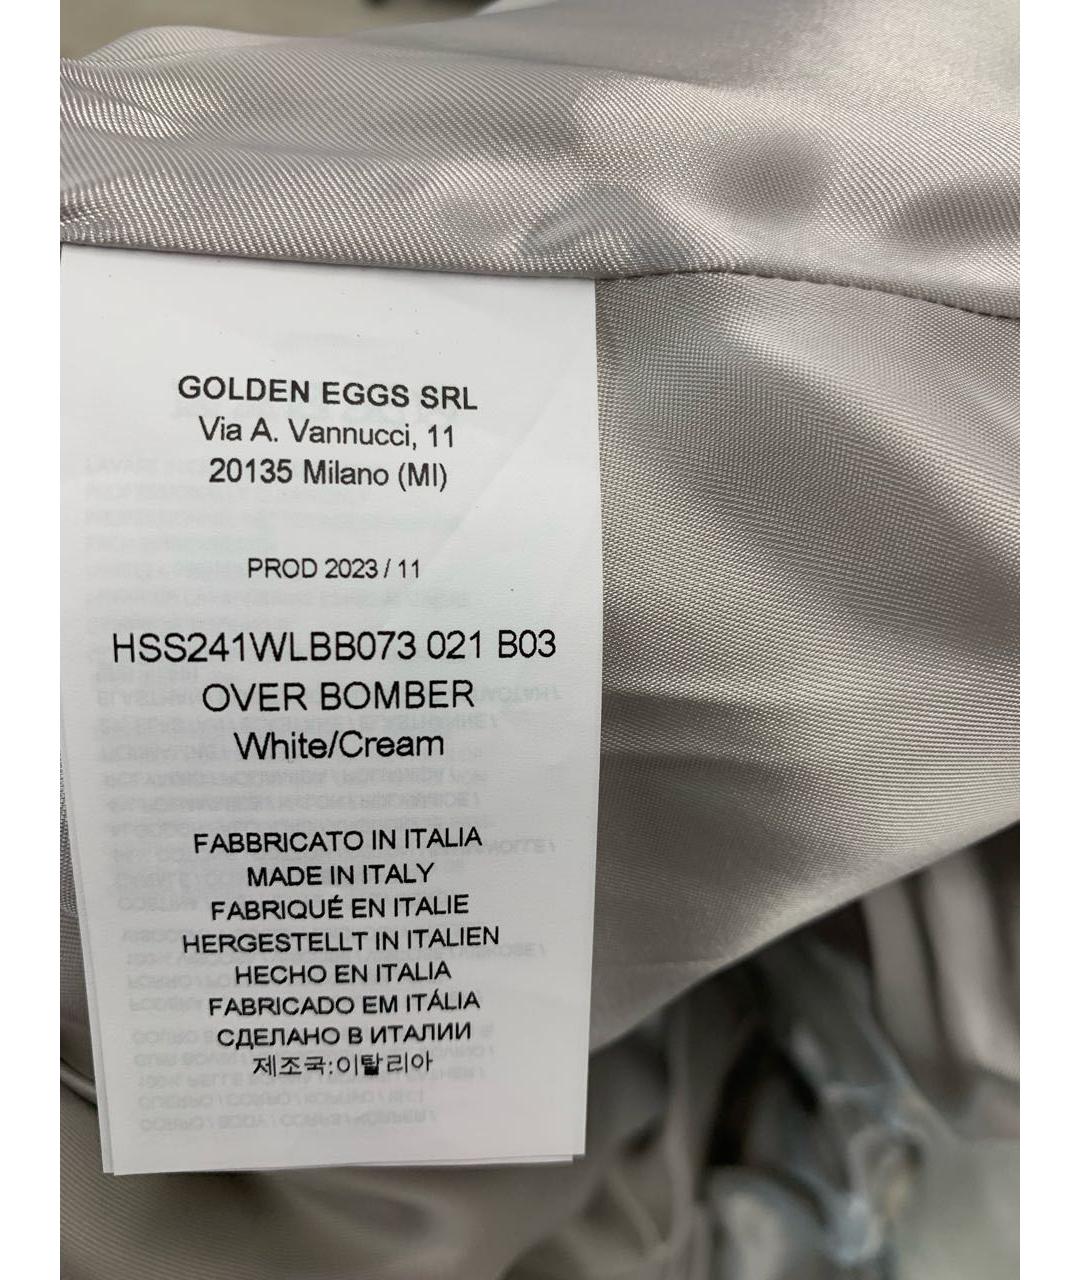 GOLDEN EGGS SRL
Via A. Vannucci, 11
20135 Milano (MI)
PROD 2023 / 11
HSS241WLBB073 021 B03
OVER BOMBER
White/Cream
FABBRICATO IN ITALIA
MADE IN ITALY
FABRIQUÉ EN ITALIE
HERGESTELLT IN ITALIEN
HECHO EN ITALIA
FABRICADO EM ITÁLIA
СДЕЛАНО В ИТАЛИИ
제조국:이탈리아